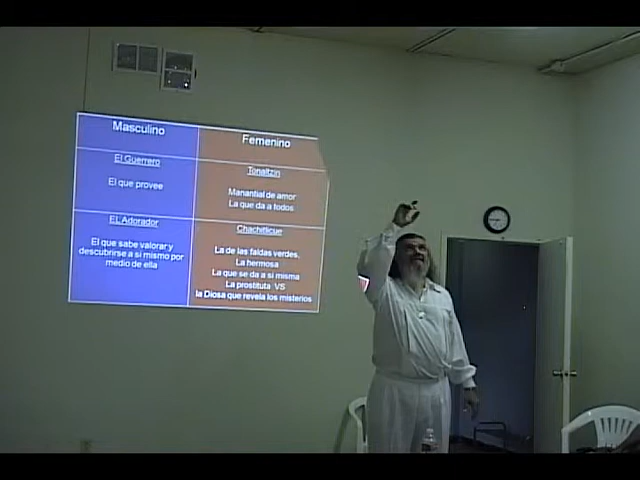 Masculino
Femenino
El Guerrero
El que provee
Tonaltzin
Manantial de amor
La que da a todos
EL Adorador
El que sabe valorar y
descubrirse a si mismo por
medio de ella
Chachitlicue
La de las faldas verdes,
La hermosa
La que se da a si misma
La prostituta VS
la Diosa que revela los misterios